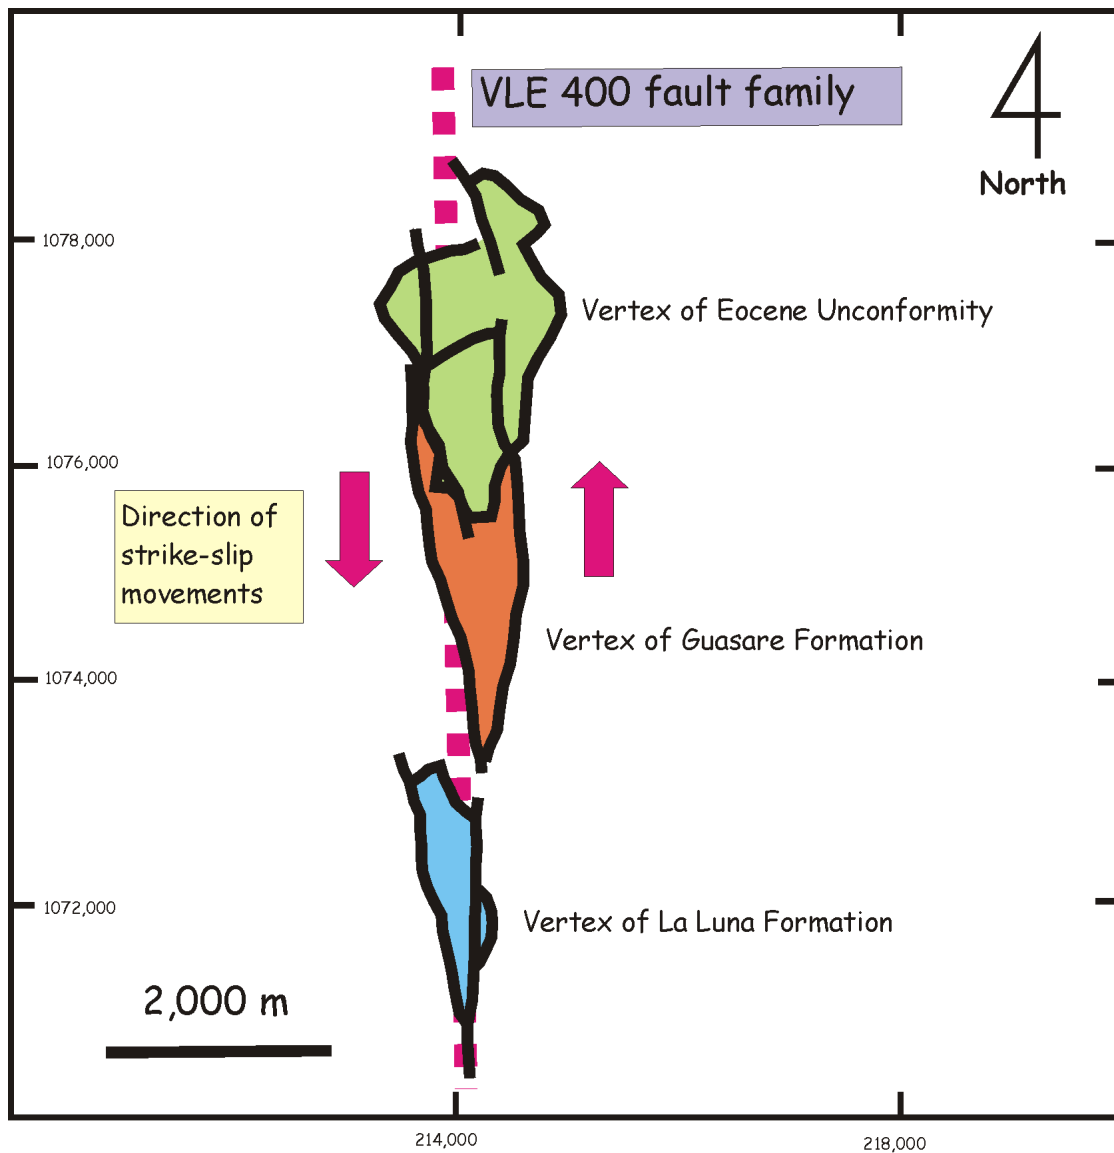 VLE 400 fault family
North
1078,000
Vertex of Eocene Unconformity
1076,000
Direction of
strike-slip
movements
Vertex of Guasare Formation
1074,000
1072,000
Vertex of La Luna Formation
2,000 m
214,000
218,000